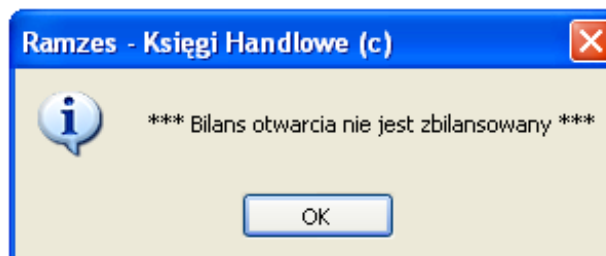 Ramzes - Księgi Handlowe (c)
*** Bilans otwarcia nie jest zbilansowany ***
OK